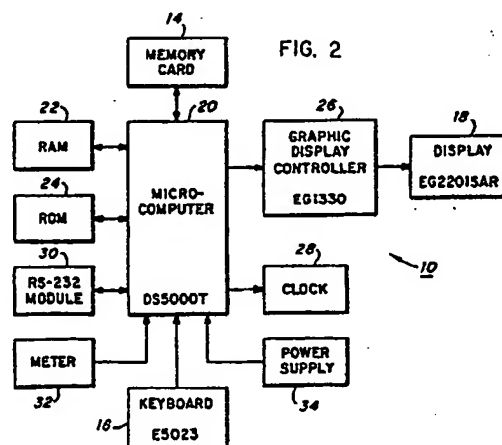 14
MEMORY
CARD
FIG. 2
20
22
RAM
24
ROM
30
RS-232
MODULE
METER
32
MICRO-
COMPUTER
DS5000T
26
GRAPHIC
DISPLAY
CONTROLLER
EG1330
18
DISPLAY
EG2201SAR
10
28
CLOCK
POWER
SUPPLY
34
16
KEYBOARD
E5023